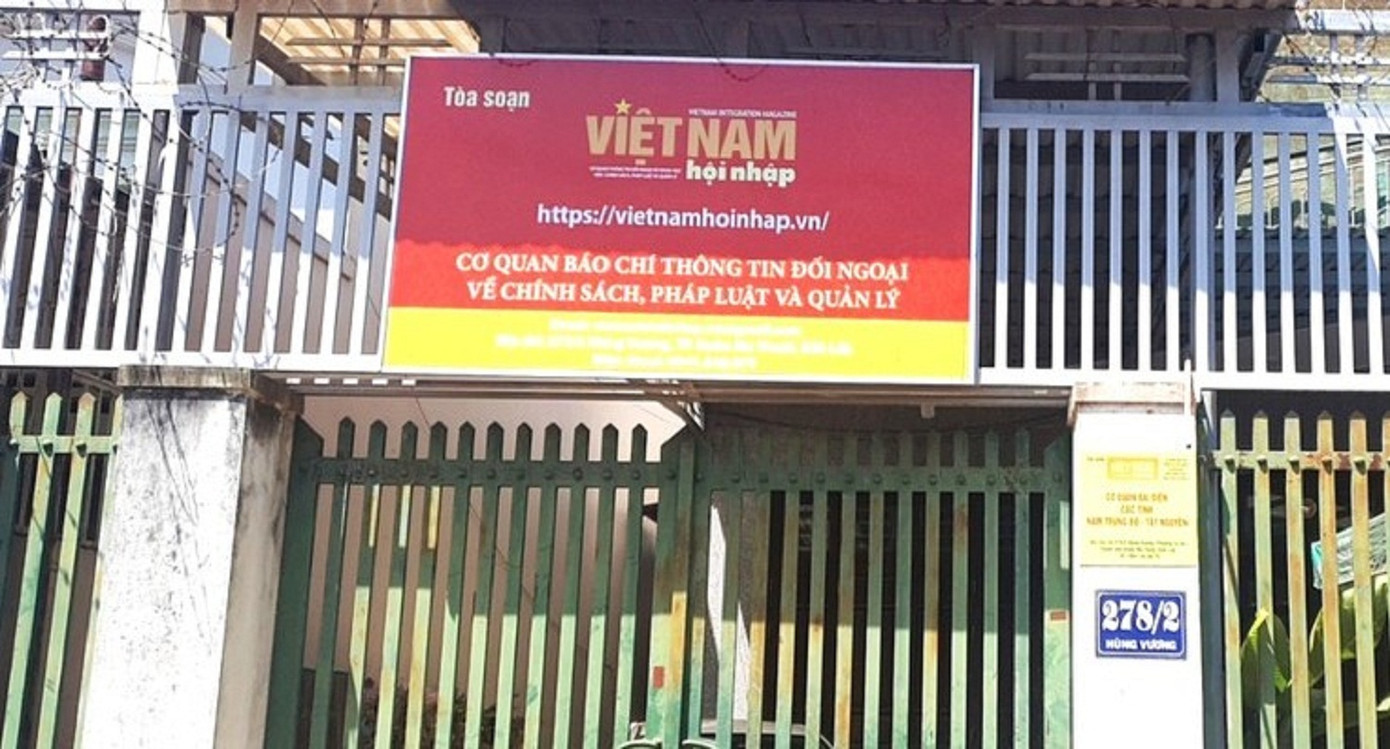 Tòa soạn
VIETNAM INTEGRATION MAGAZINE
VIỆT NAM
hội nhập
https://vietnamhoinhap.vn/
CƠ QUAN BÁO CHÍ THÔNG TIN ĐỐI NGOẠI
VỀ CHÍNH SÁCH, PHÁP LUẬT VÀ QUẢN LÝ
CƠ QUAN ĐẠI DIỆN
CÁC TỈNH
NAM TRUNG BỘ - TÂY NGUYÊN
278/2
HÙNG VƯƠNG